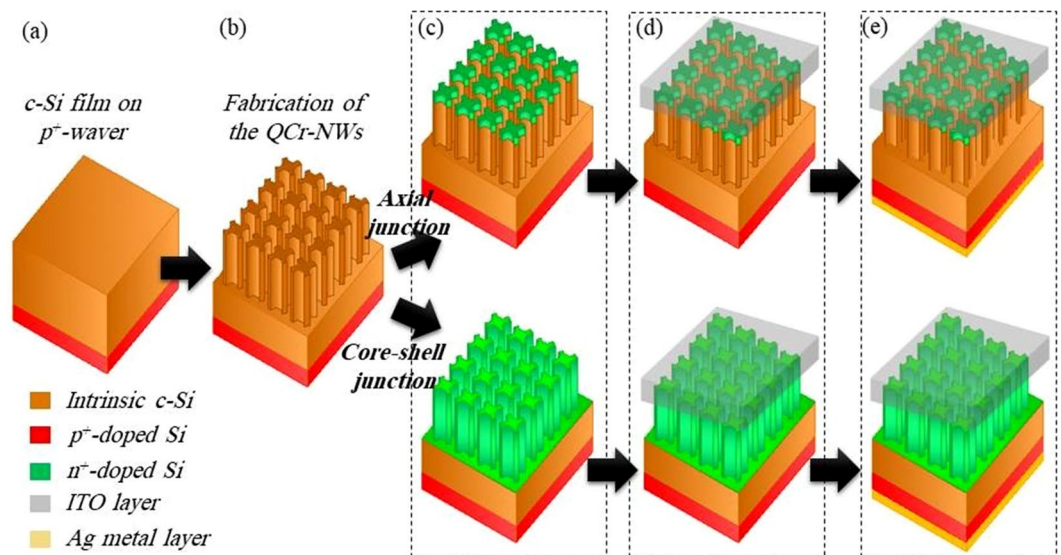 (a)
(b)
(c)
(d)
(e)
c-Si film on
p⁺-waver
Fabrication of
the QCr-NWs
Axial
junction
Core-shell
junction
Intrinsic c-Si
p⁺-doped Si
n⁺-doped Si
ITO layer
Ag metal layer